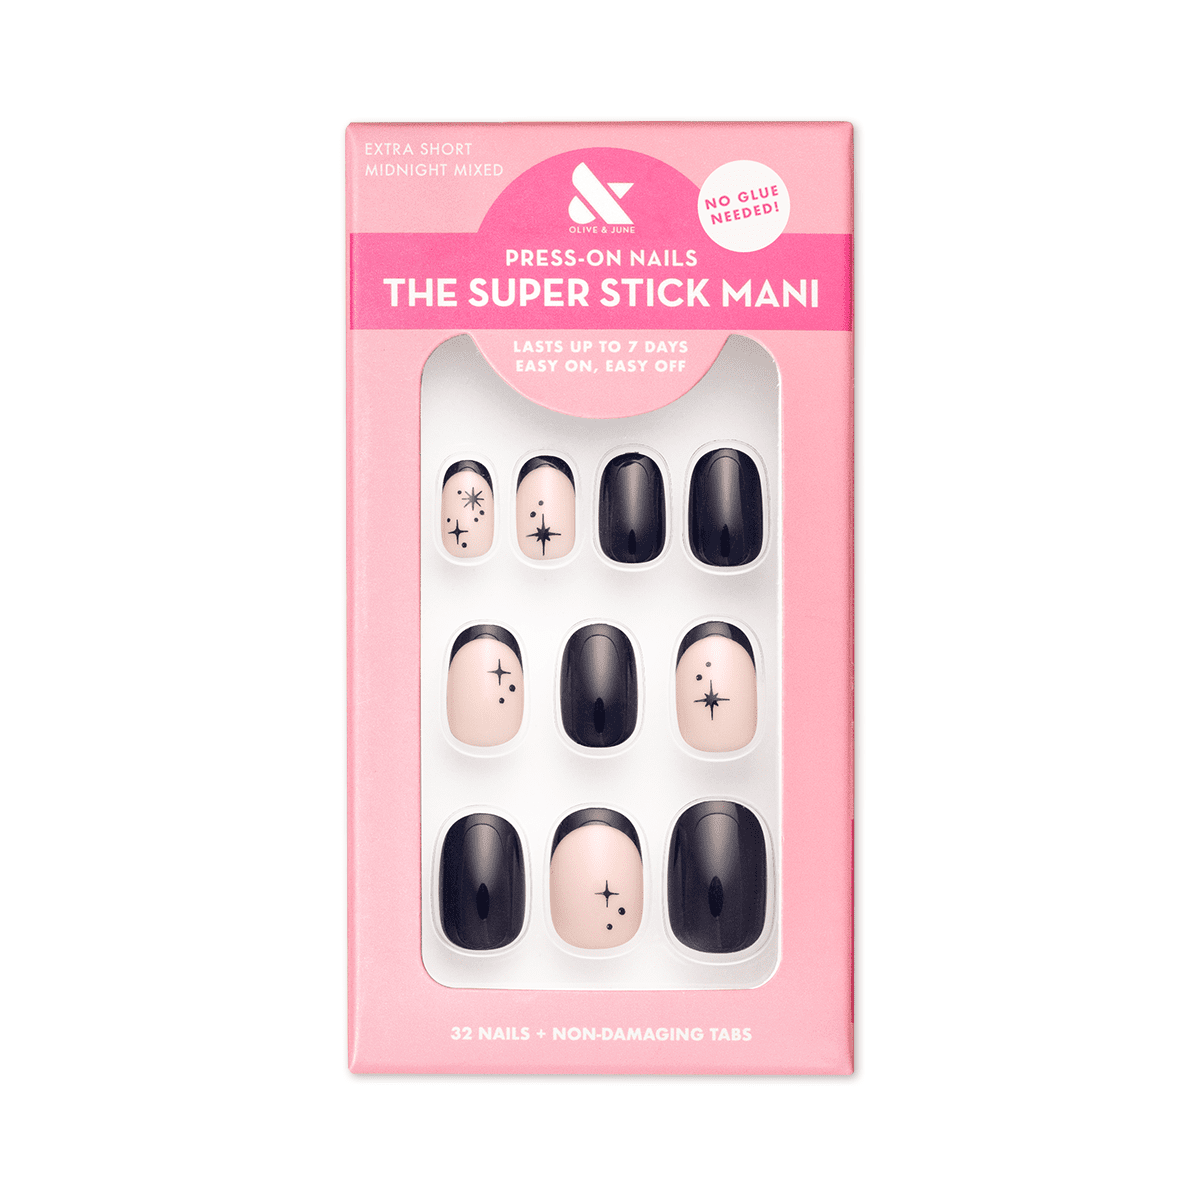 EXTRA SHORT
MIDNIGHT MIXED
&
OLIVE & JUNE
NO GLUE
NEEDED!
PRESS-ON NAILS
THE SUPER STICK MANI
LASTS UP TO 7 DAYS
EASY ON, EASY OFF
32 NAILS + NON-DAMAGING TABS